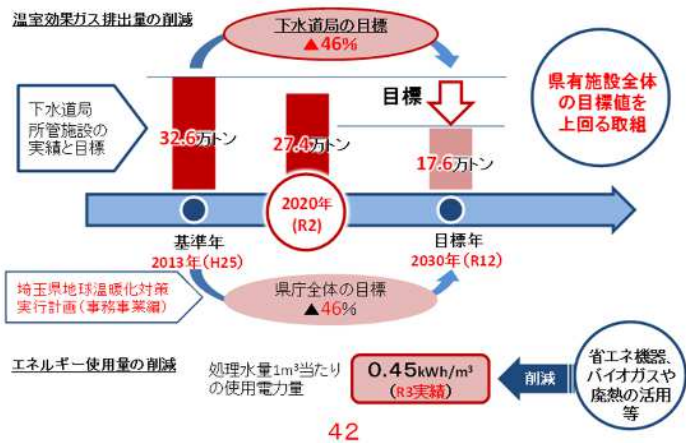 温室効果ガス排出量の削減
下水道局の目標
▲46%
下水道局
所管施設の
実績と目標
32.6万トン
27.4万トン
目標
17.6万トン
県有施設全体
の目標値を
上回る取組
2020年
(R2)
基準年
2013年(H25)
目標年
2030年(R12)
埼玉県地球温暖化対策
実行計画(事務事業編)
県庁全体の目標
▲46%
エネルギー使用量の削減
処理水量1m³当たり
の使用電力量
0.45kWh/m³
(R3実績)
削減
省エネ機器、
バイオガスや
廃熱の活用
等
42